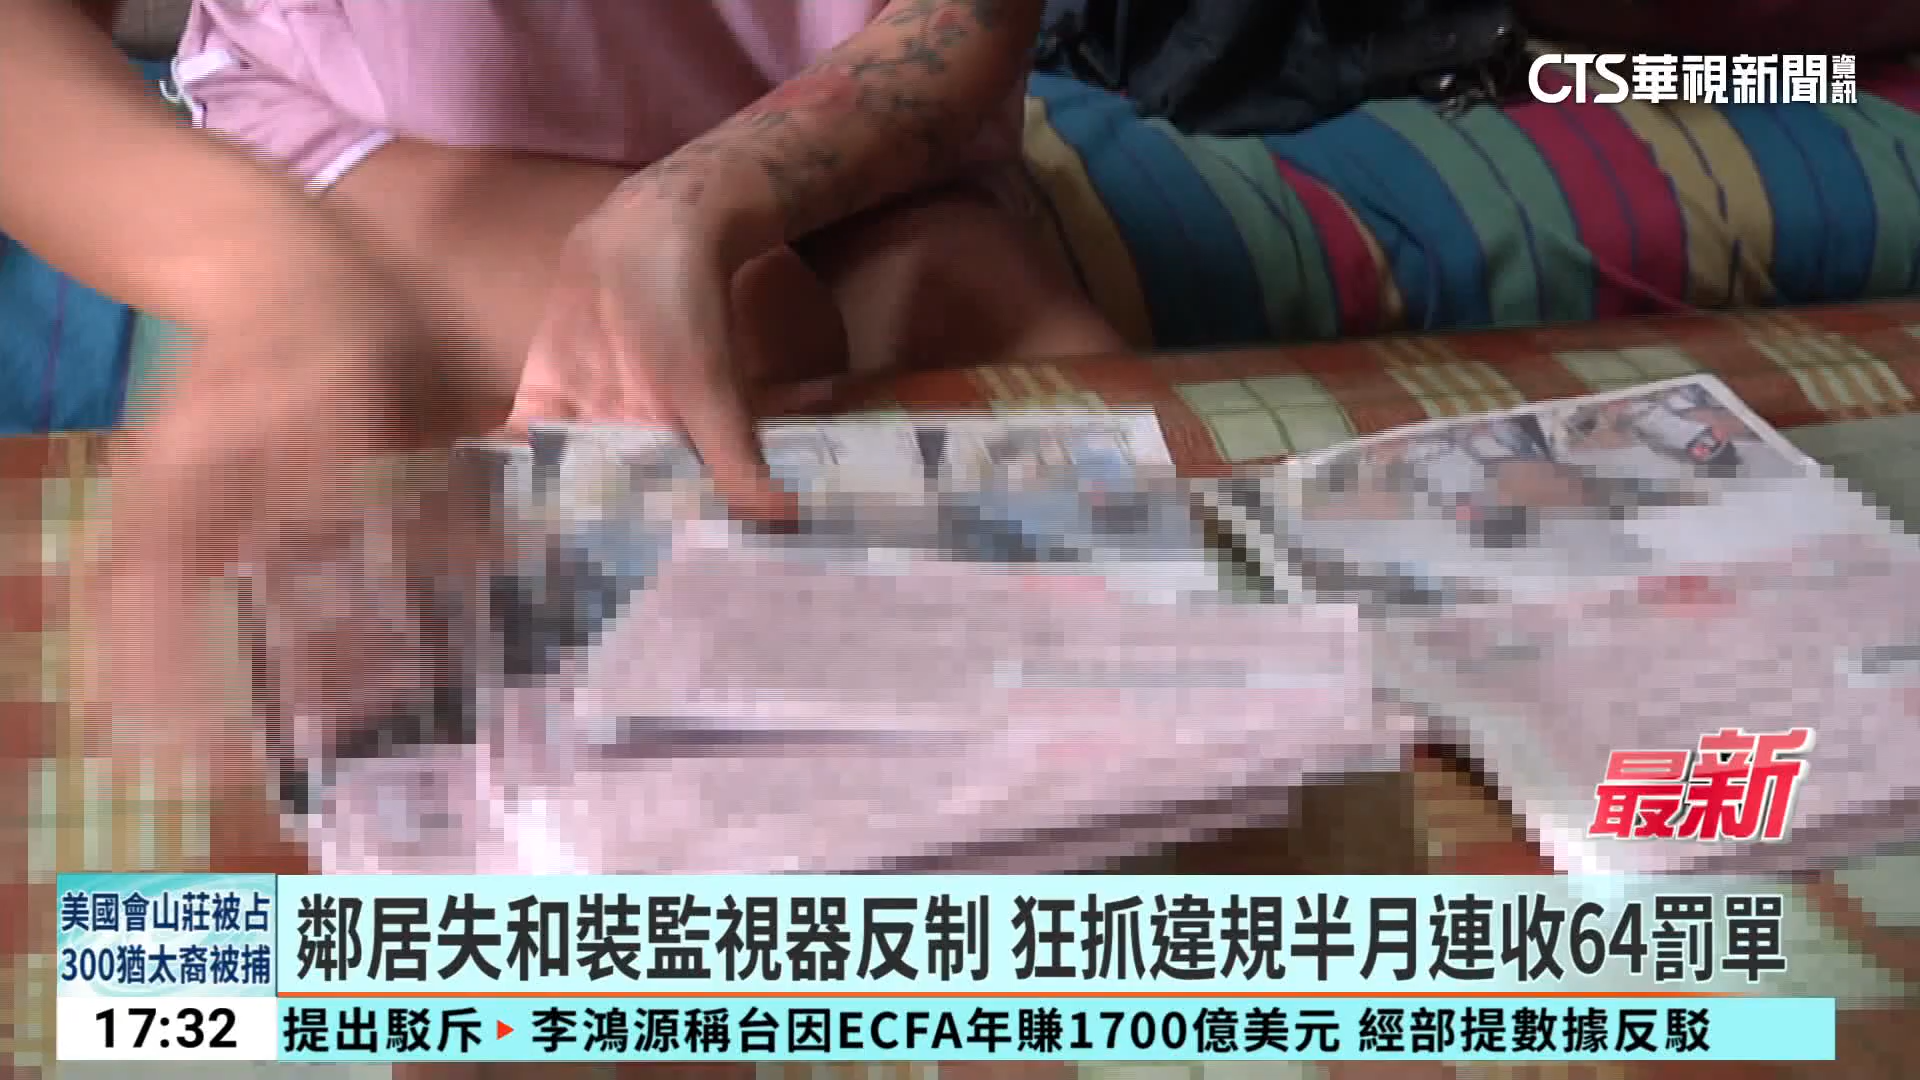 CTS華視新聞資訊
最新
美國會山莊被占
300猶太裔被捕
鄰居失和裝監視器反制 狂抓違規半月連收64罰單
17:32
提出駁斥▶李鴻源稱台因ECFA年賺1700億美元 經部提數據反駁